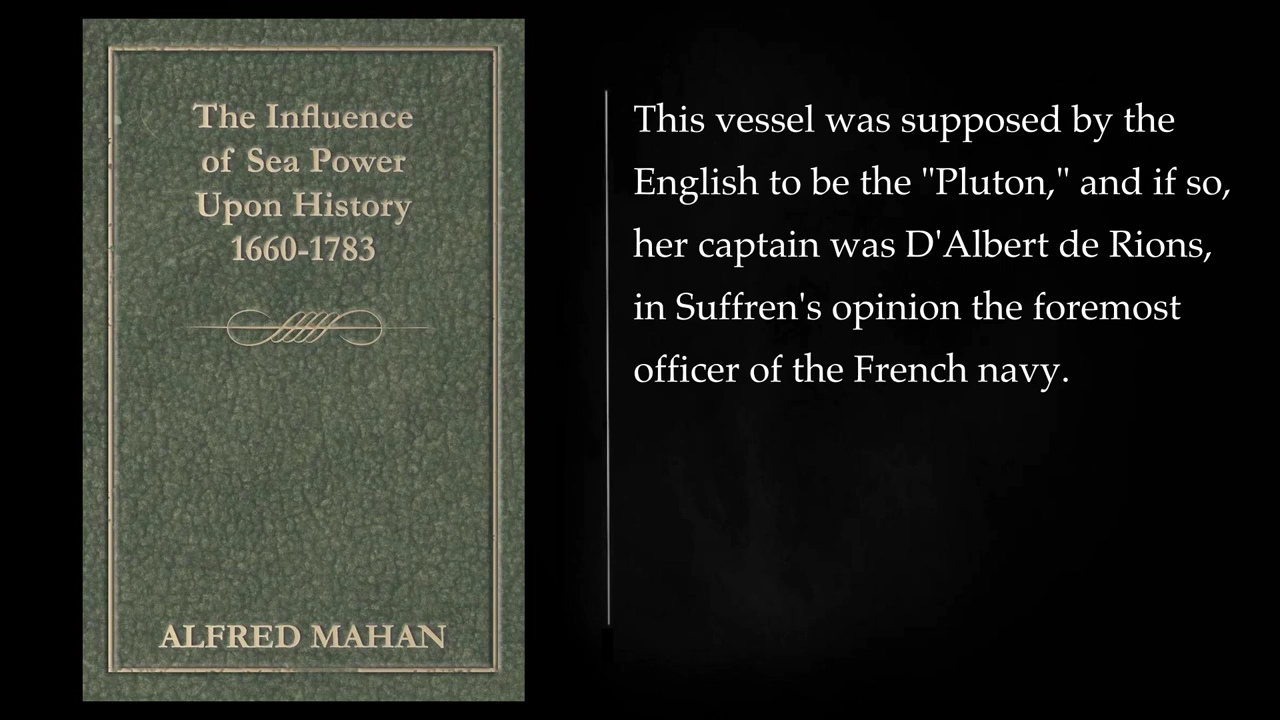 The Influence
of Sea Power
Upon History
1660-1783
ALFRED MAHAN
This vessel was supposed by the
English to be the "Pluton," and if so,
her captain was D'Albert de Rions,
in Suffren's opinion the foremost
officer of the French navy.